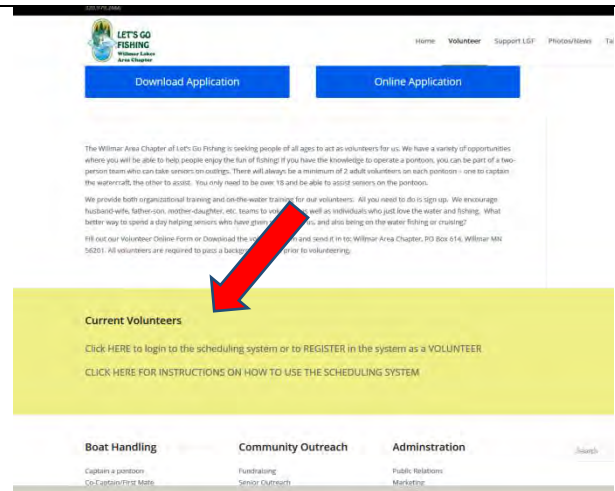 320.979.2666
LET'S GO
FISHING
Willmar Lakes
Area Chapter
Home Volunteer Support LGF Photos/News
Download Application
Online Application
The Willmar Area Chapter of Let's Go Fishing is seeking people of all ages to act as volunteers for us. We have a variety of opportunities
where you will be able to help people enjoy the fun of fishing! If you have the knowledge to operate a pontoon, you can be part of a two-
person team who can take seniors on outings. There will always be a minimum of 2 adult volunteers on each pontoon – one to captain
the watercraft, the other to assist. You only need to be over 18 and be able to assist seniors on the pontoon.
We provide both organizational training and on-the-water training for our volunteers. All you need to do is sign up. We encourage
husband-wife, father-son, mother-daughter, etc. teams to well as individuals who just love the water and fishing. What
better way to spend a day helping seniors who have given and also being on the water fishing or cruising?
Fill out our Volunteer Online Form or Download the and send it in to: Willmar Area Chapter, PO Box 614, Willmar MN
56201. All volunteers are required to pass a prior to volunteering.
Current Volunteers
Click HERE to login to the scheduling system or to REGISTER in the system as a VOLUNTEER
CLICK HERE FOR INSTRUCTIONS ON HOW TO USE THE SCHEDULING SYSTEM
Boat Handling
Captain a pontoon
Co-Captain/First Mate
Community Outreach
Fundraising
Senior Outreach
Adminstration
Public Relations
Marketing
Search